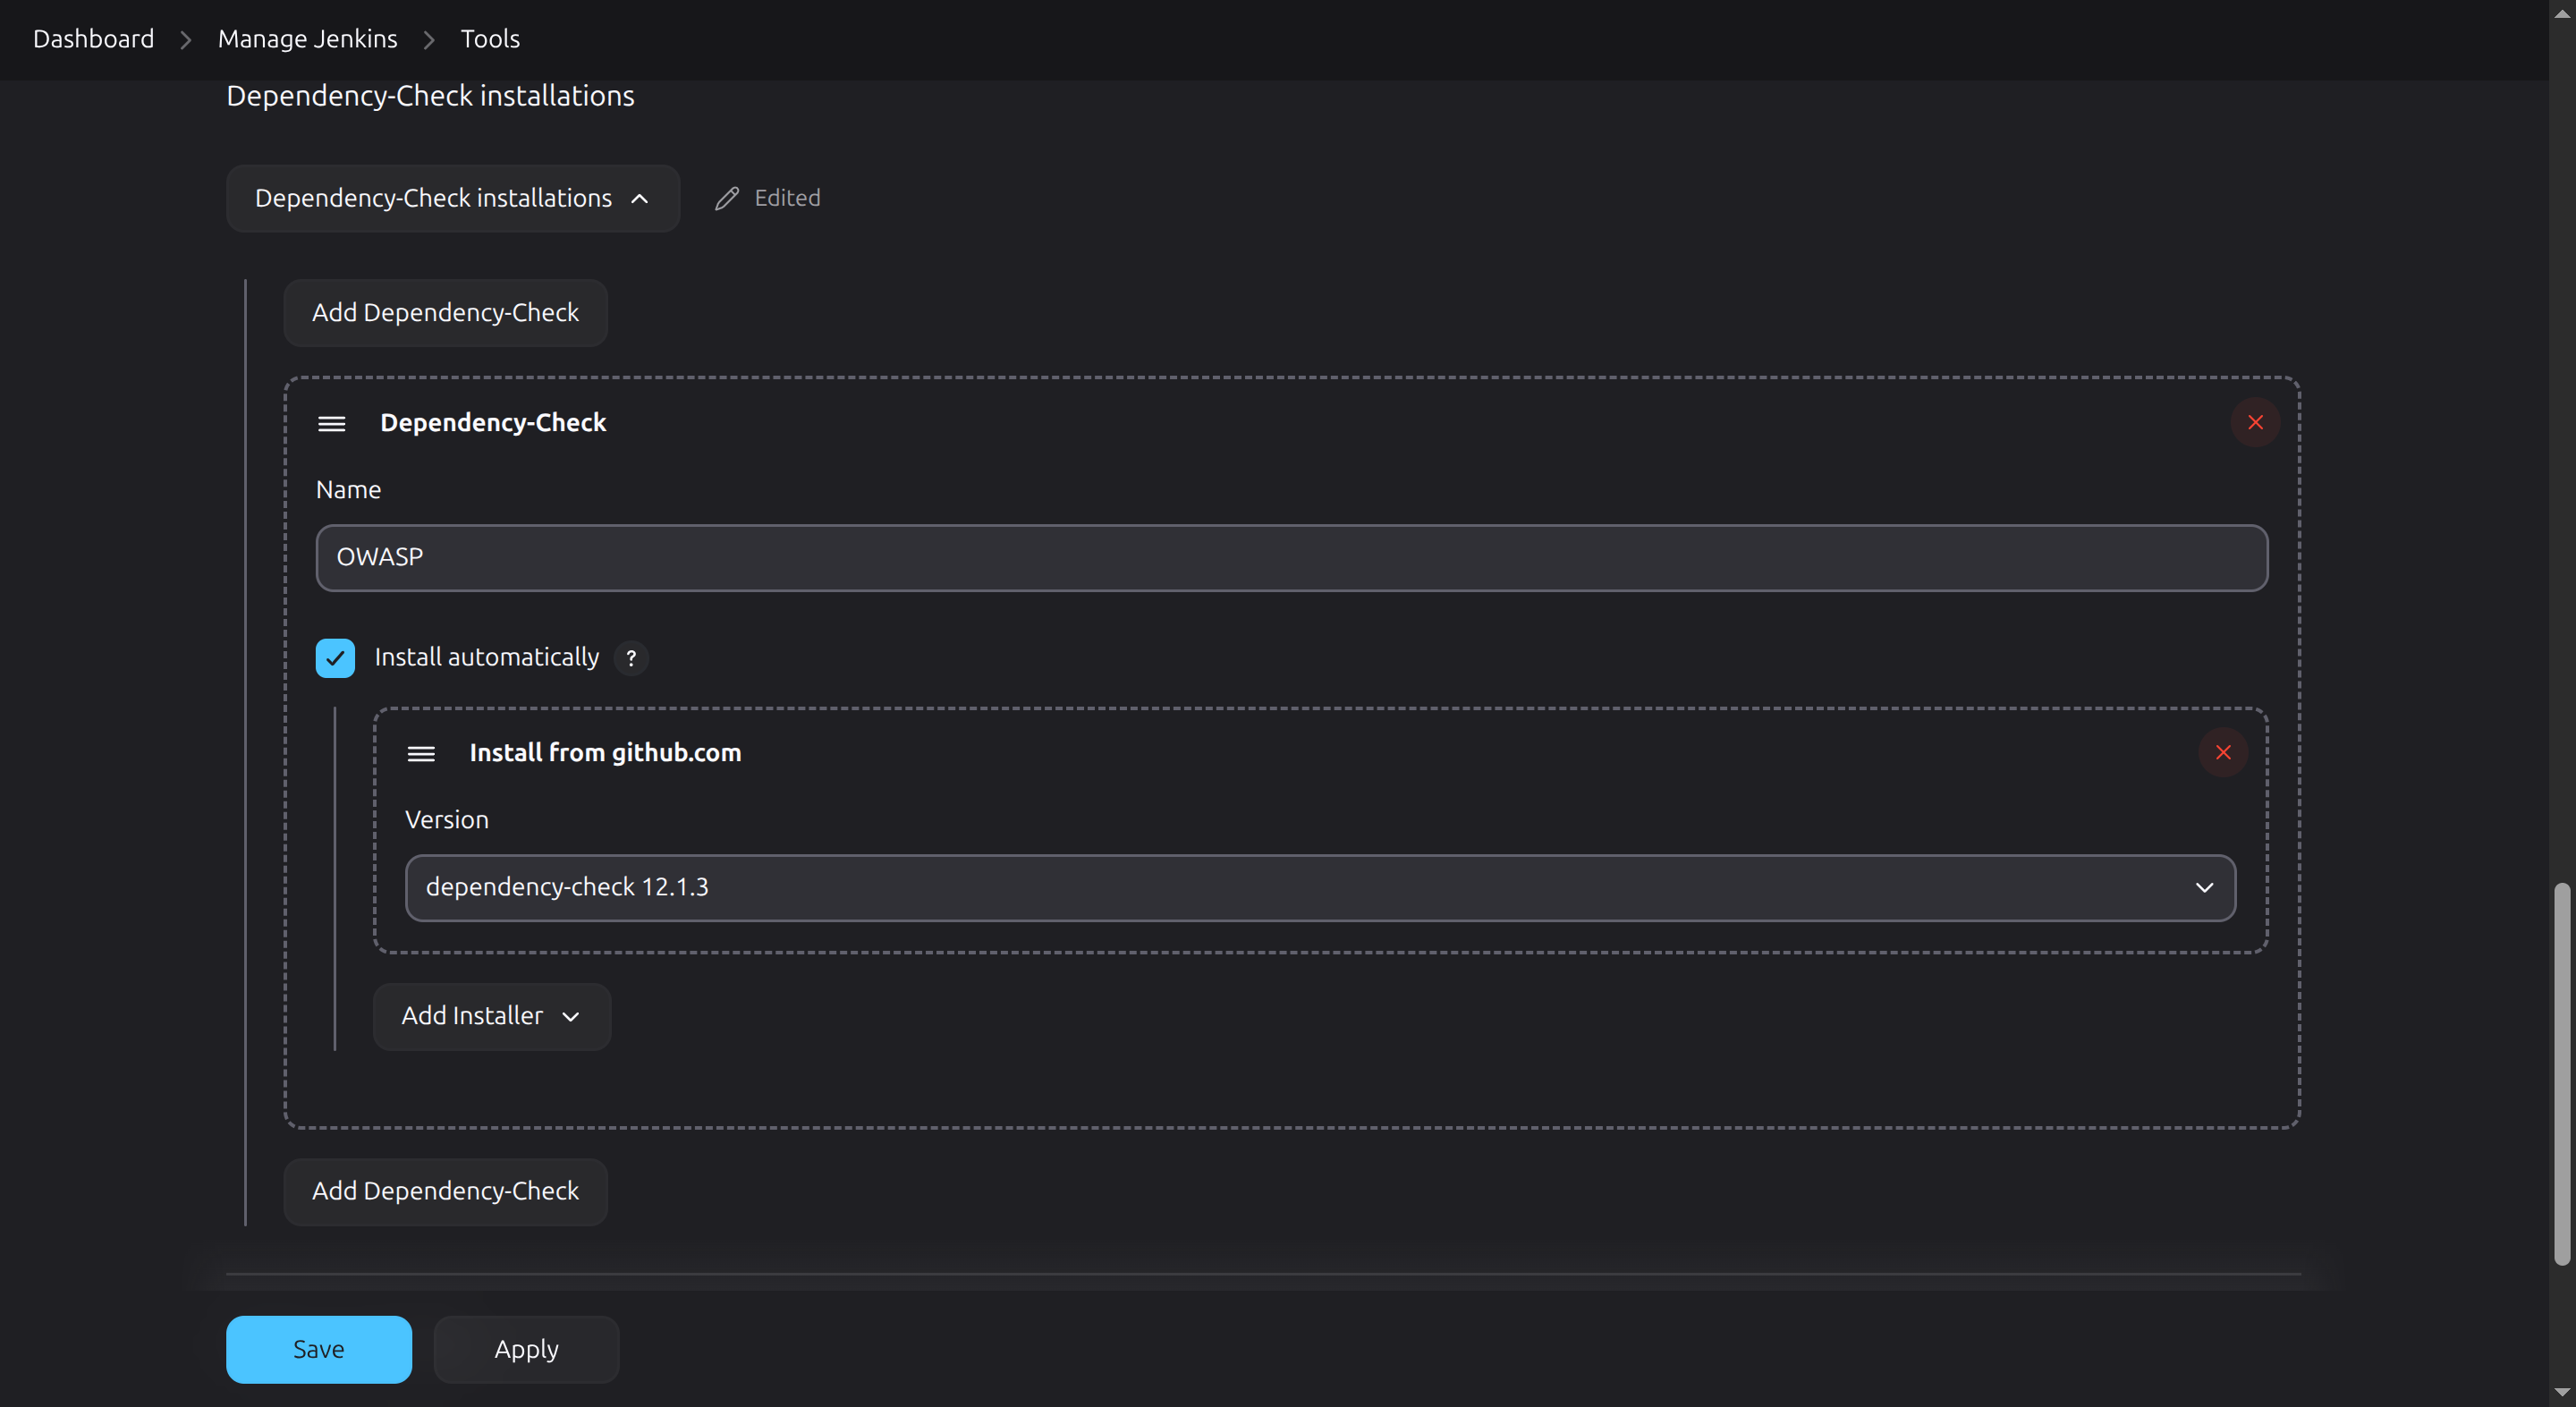 Dashboard > Manage Jenkins > Tools
Dependency-Check installations
Dependency-Check installations
Edited
Add Dependency-Check
Dependency-Check
Name
OWASP
Install automatically ?
Install from github.com
Version
dependency-check 12.1.3
Add Installer
Add Dependency-Check
Save
Apply